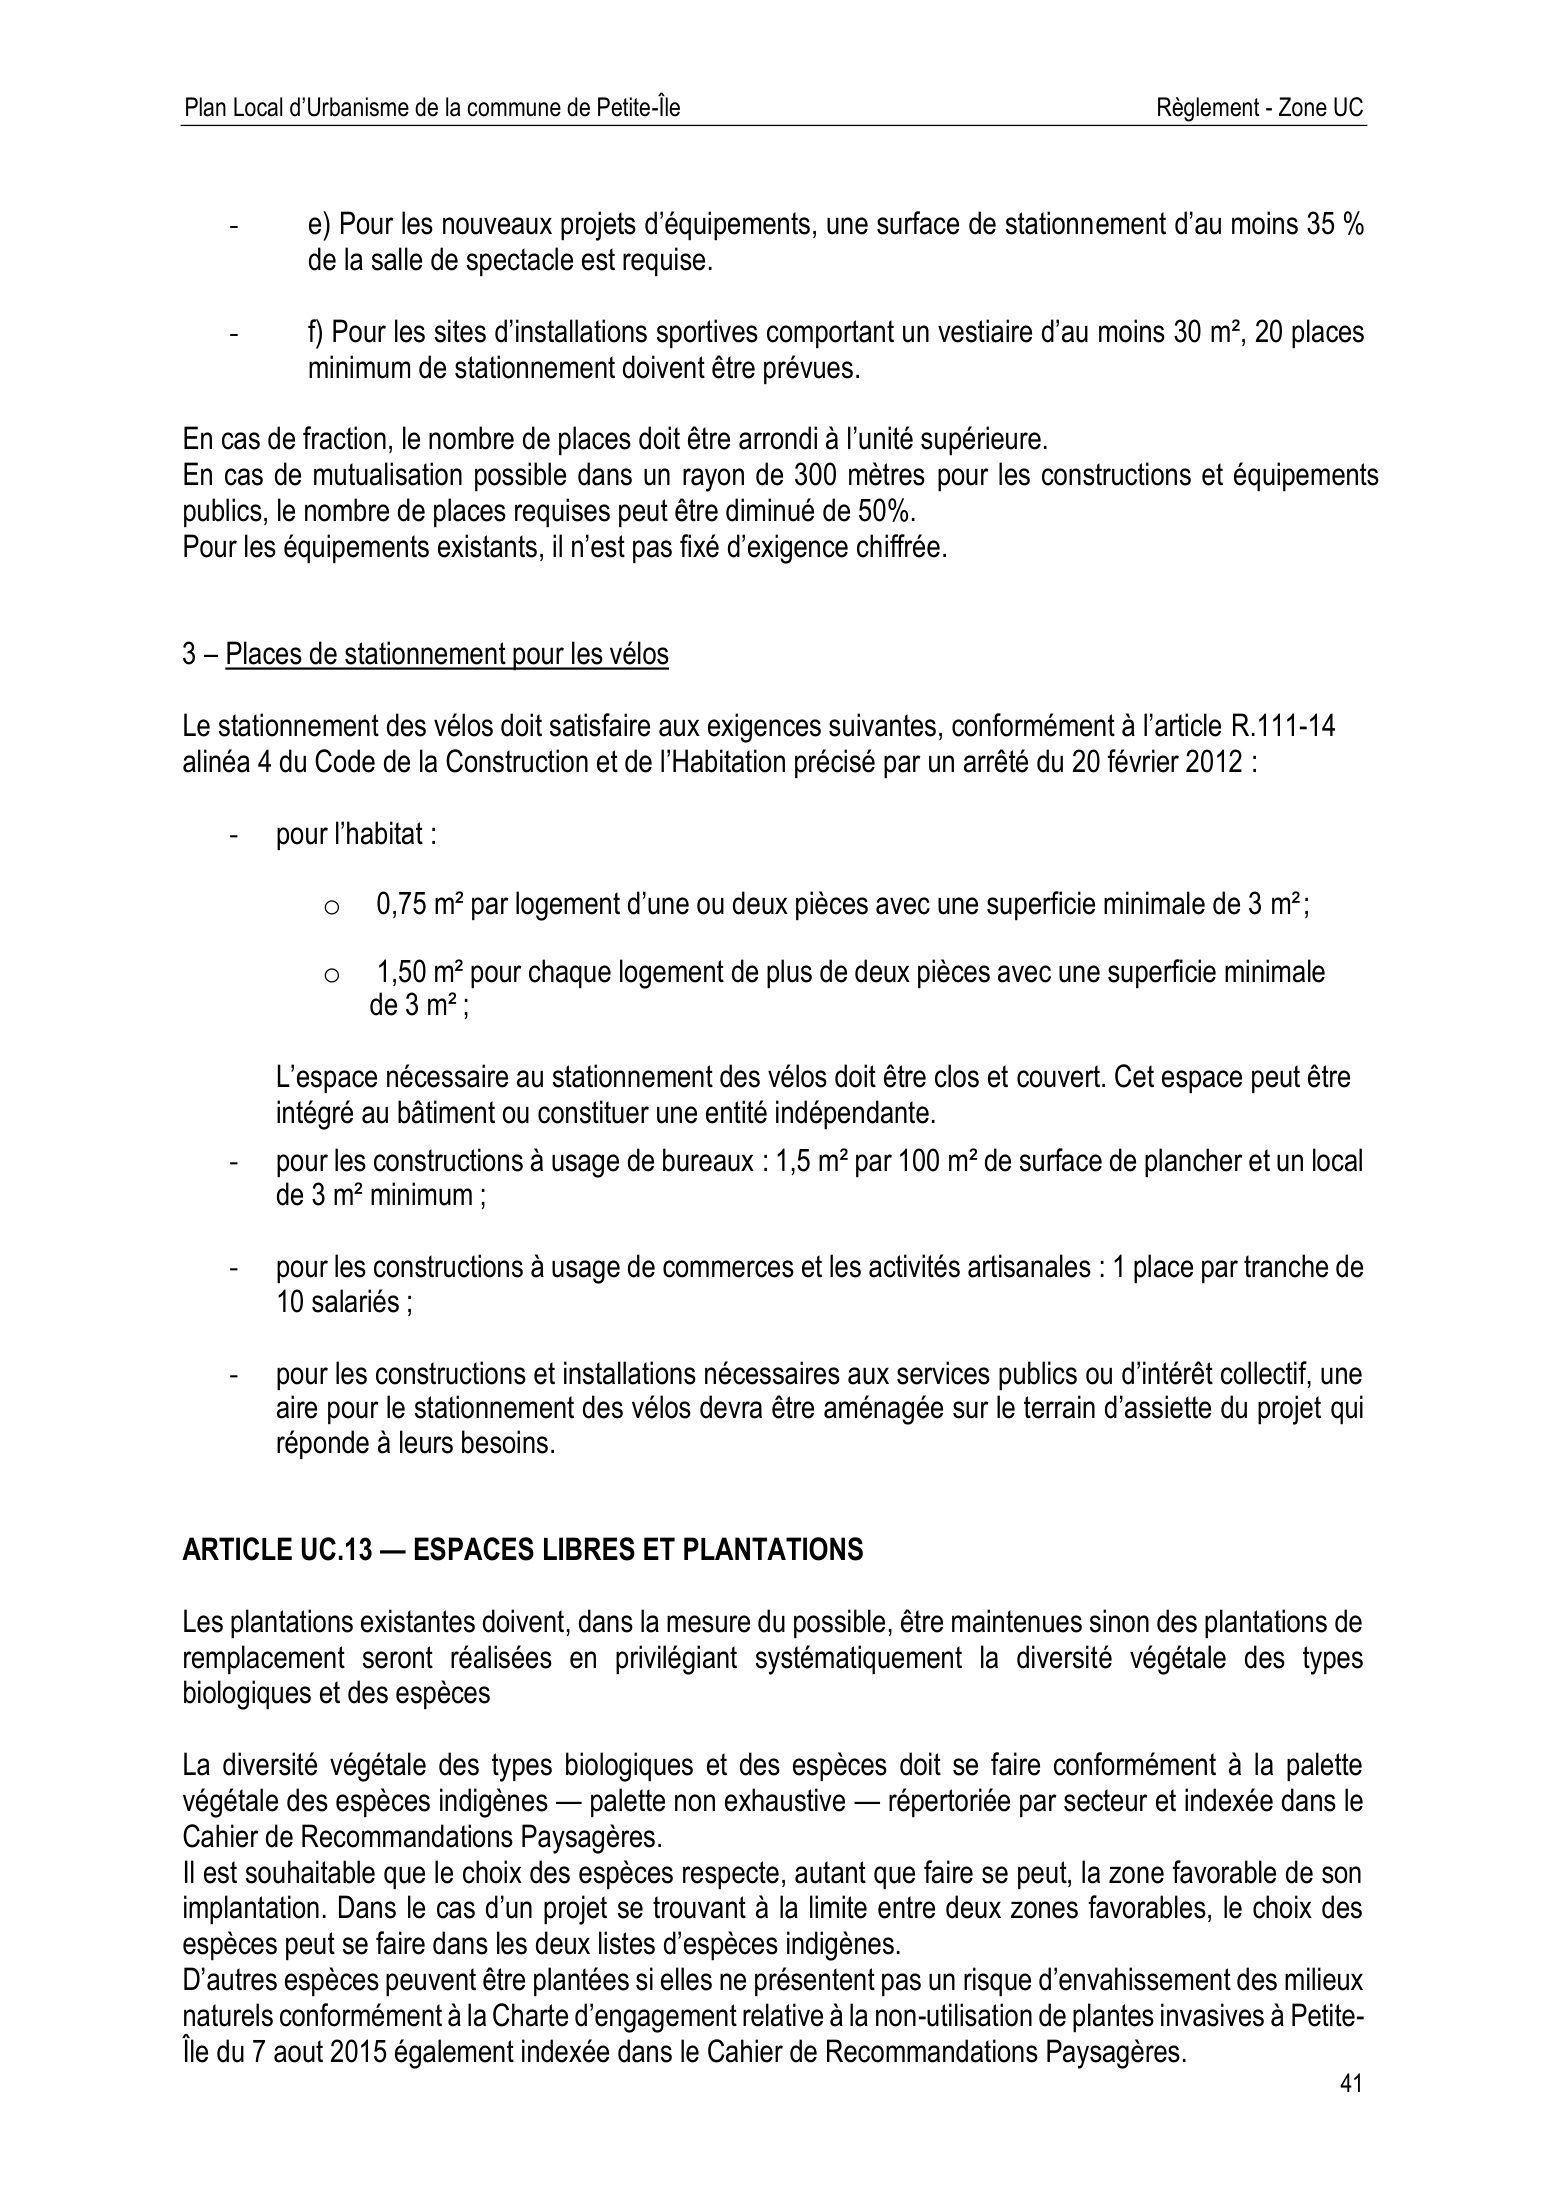 Plan Local d’Urbanisme de la commune de Petite-Île Règlement - Zone UC
- e) Pour les nouveaux projets d’équipements, une surface de stationnement d’au moins 35 %
de la salle de spectacle est requise.
- f) Pour les sites d’installations sportives comportant un vestiaire d’au moins 30 m², 20 places
minimum de stationnement doivent être prévues.
En cas de fraction, le nombre de places doit être arrondi à l’unité supérieure.
En cas de mutualisation possible dans un rayon de 300 mètres pour les constructions et équipements
publics, le nombre de places requises peut être diminué de 50%.
Pour les équipements existants, il n’est pas fixé d’exigence chiffrée.
3 – Places de stationnement pour les vélos
Le stationnement des vélos doit satisfaire aux exigences suivantes, conformément à l’article R.111-14
alinéa 4 du Code de la Construction et de l’Habitation précisé par un arrêté du 20 février 2012 :
- pour l’habitat :
o 0,75 m² par logement d’une ou deux pièces avec une superficie minimale de 3 m² ;
o 1,50 m² pour chaque logement de plus de deux pièces avec une superficie minimale
de 3 m² ;
L’espace nécessaire au stationnement des vélos doit être clos et couvert. Cet espace peut être
intégré au bâtiment ou constituer une entité indépendante.
- pour les constructions à usage de bureaux : 1,5 m² par 100 m² de surface de plancher et un local
de 3 m² minimum ;
- pour les constructions à usage de commerces et les activités artisanales : 1 place par tranche de
10 salariés ;
- pour les constructions et installations nécessaires aux services publics ou d’intérêt collectif, une
aire pour le stationnement des vélos devra être aménagée sur le terrain d’assiette du projet qui
réponde à leurs besoins.
ARTICLE UC.13 — ESPACES LIBRES ET PLANTATIONS
Les plantations existantes doivent, dans la mesure du possible, être maintenues sinon des plantations de
remplacement seront réalisées en privilégiant systématiquement la diversité végétale des types
biologiques et des espèces
La diversité végétale des types biologiques et des espèces doit se faire conformément à la palette
végétale des espèces indigènes — palette non exhaustive — répertoriée par secteur et indexée dans le
Cahier de Recommandations Paysagères.
Il est souhaitable que le choix des espèces respecte, autant que faire se peut, la zone favorable de son
implantation. Dans le cas d’un projet se trouvant à la limite entre deux zones favorables, le choix des
espèces peut se faire dans les deux listes d’espèces indigènes.
D’autres espèces peuvent être plantées si elles ne présentent pas un risque d’envahissement des milieux
naturels conformément à la Charte d’engagement relative à la non-utilisation de plantes invasives à Petite-
Île du 7 aout 2015 également indexée dans le Cahier de Recommandations Paysagères.
41